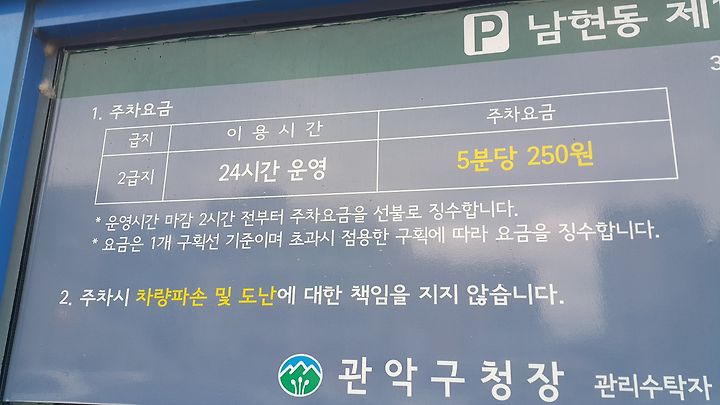 P 남현동 제
1. 주차요금
급지 이용시간 주차요금
2급지 24시간 운영 5분당 250원
* 운영시간 마감 2시간 전부터 주차요금을 선불로 징수합니다.
* 요금은 1개 구획선 기준이며 초과시 점용한 구획에 따라 요금을 징수합니다.
2. 주차시 차량파손 및 도난에 대한 책임을 지지 않습니다.
관악구청장 관리수탁자